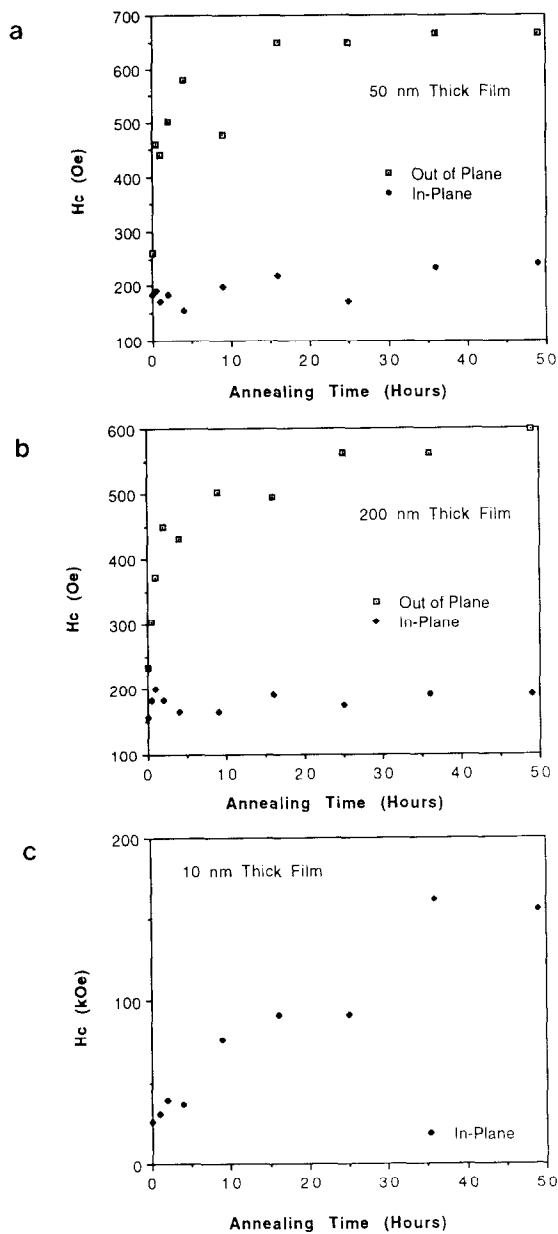 a
700
600
500
400
300
200
100
Hc (Oe)
50 nm Thick Film
Out of Plane
In-Plane
0 10 20 30 40 50
Annealing Time (Hours)
b
600
500
400
300
200
100
Hc (Oe)
200 nm Thick Film
Out of Plane
In-Plane
0 10 20 30 40 50
Annealing Time (Hours)
c
200
100
0
Hc (kOe)
10 nm Thick Film
In-Plane
0 10 20 30 40 50
Annealing Time (Hours)